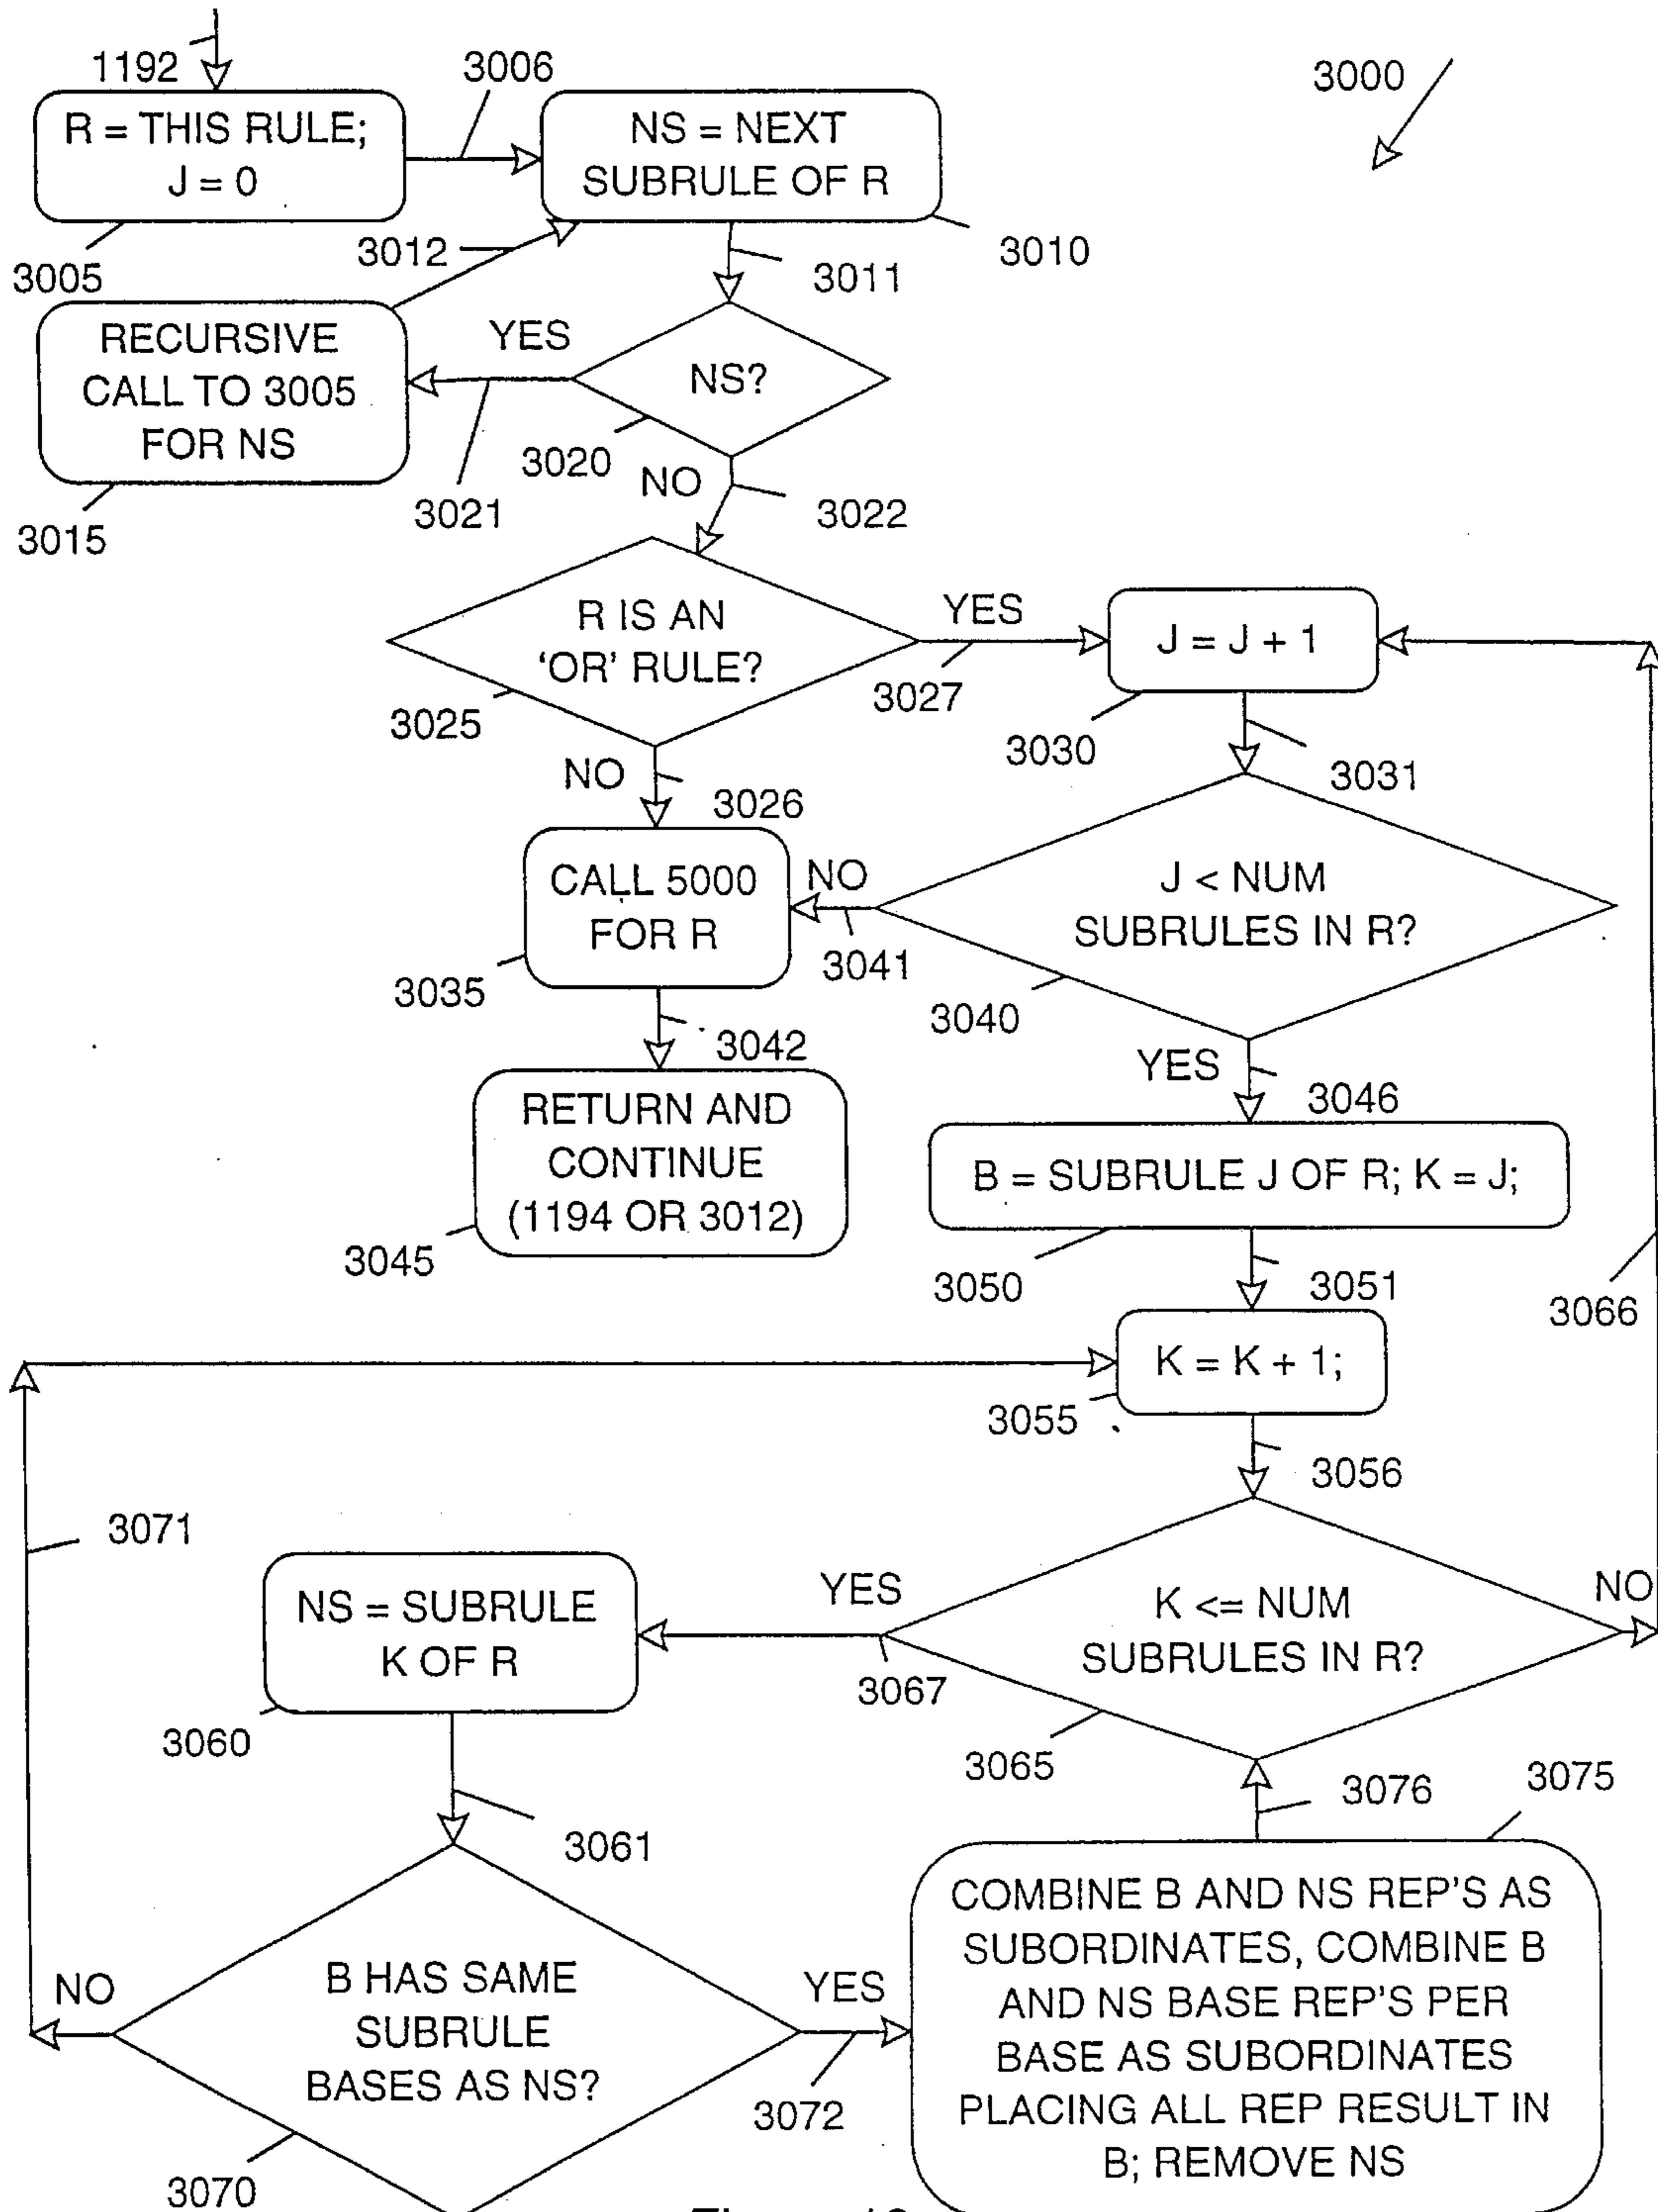 1192
3006
3000
R = THIS RULE;
J = 0
NS = NEXT
SUBRULE OF R
3005
3012
3011
3010
RECURSIVE
CALL TO 3005
FOR NS
YES
NS?
3020
NO
3021
3022
3015
R IS AN
‘OR’ RULE?
YES
J = J + 1
3027
3025
3030
3031
NO
3026
CALL 5000
FOR R
NO
J < NUM
SUBRULES IN R?
3041
3035
3040
3042
YES
3046
RETURN AND
CONTINUE
(1194 OR 3012)
B = SUBRULE J OF R; K = J;
3045
3050
3051
3066
K = K + 1;
3055
3056
3071
NS = SUBRULE
K OF R
YES
K <= NUM
SUBRULES IN R?
NO
3067
3060
3065
3076
3075
3061
COMBINE B AND NS REP'S AS
SUBORDINATES, COMBINE B
AND NS BASE REP'S PER
BASE AS SUBORDINATES
PLACING ALL REP RESULT IN
B; REMOVE NS
NO
B HAS SAME
SUBRULE
BASES AS NS?
YES
3072
3070